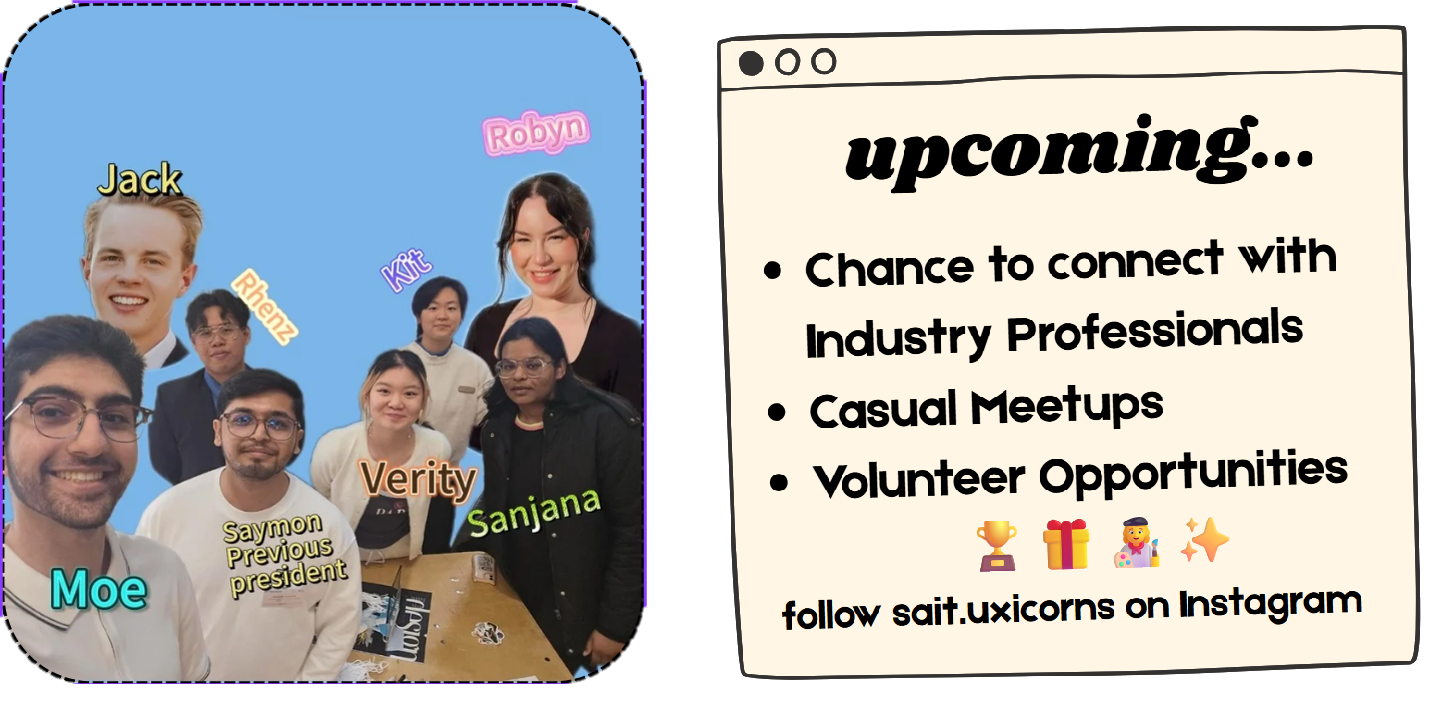 Jack
Robyn
Kit
Rhenz
Verity
Sanjana
Saymon
Previous
president
Moe
design
upcoming...
• Chance to connect with
Industry Professionals
• Casual Meetups
• Volunteer Opportunities
follow sait.uxicorns on Instagram